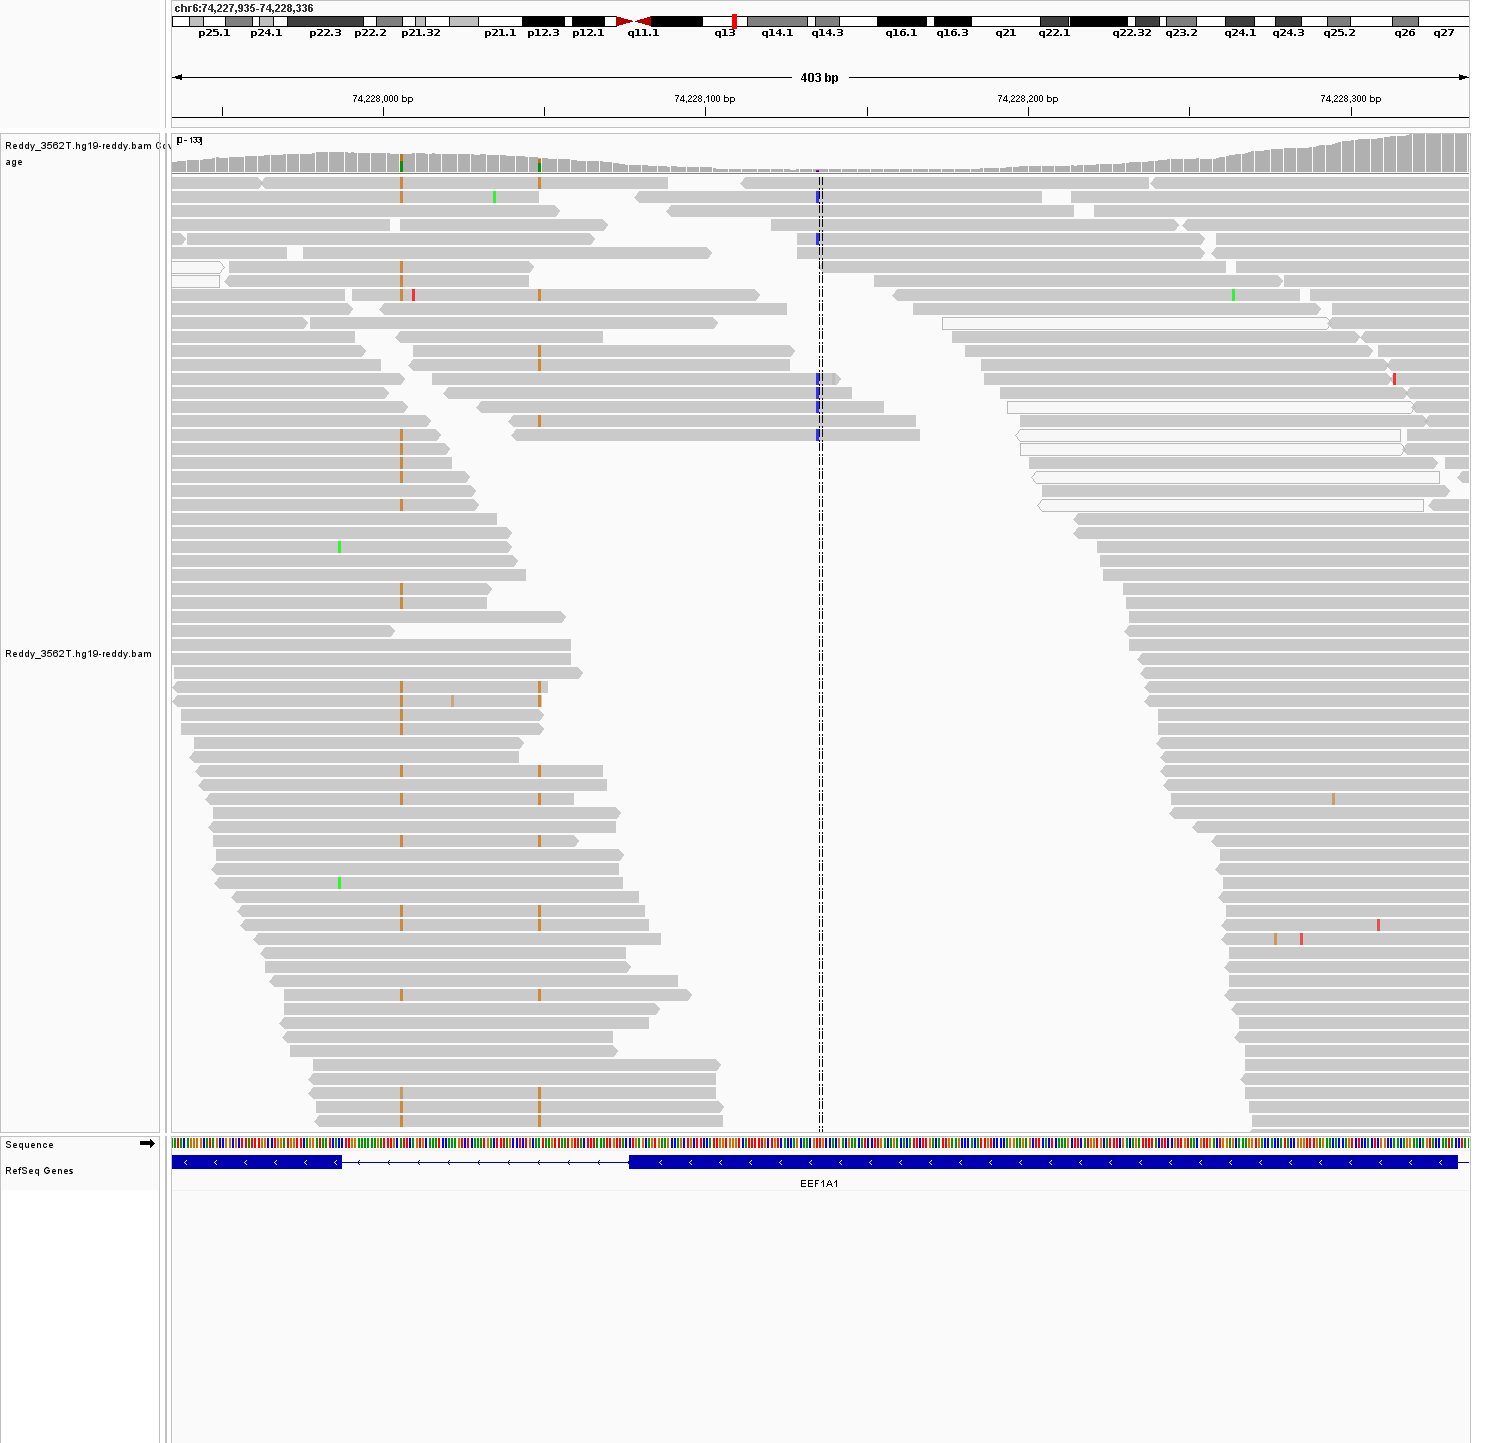 chr6:74,227,935-74,228,336
p25.1 p24.1 p22.3 p22.2 p21.32 p21.1 p12.3 p12.1 q11.1 q13 q14.1 q14.3 q16.1 q16.3 q21 q22.1 q22.32 q23.2 q24.1 q24.3 q25.2 q26 q27
403 bp
74,228,000 bp 74,228,100 bp 74,228,200 bp 74,228,300 bp
[0 - 133]
Reddy_3562T.hg19-reddy.bam Cov
age
Reddy_3562T.hg19-reddy.bam
Sequence
RefSeq Genes
EEF1A1